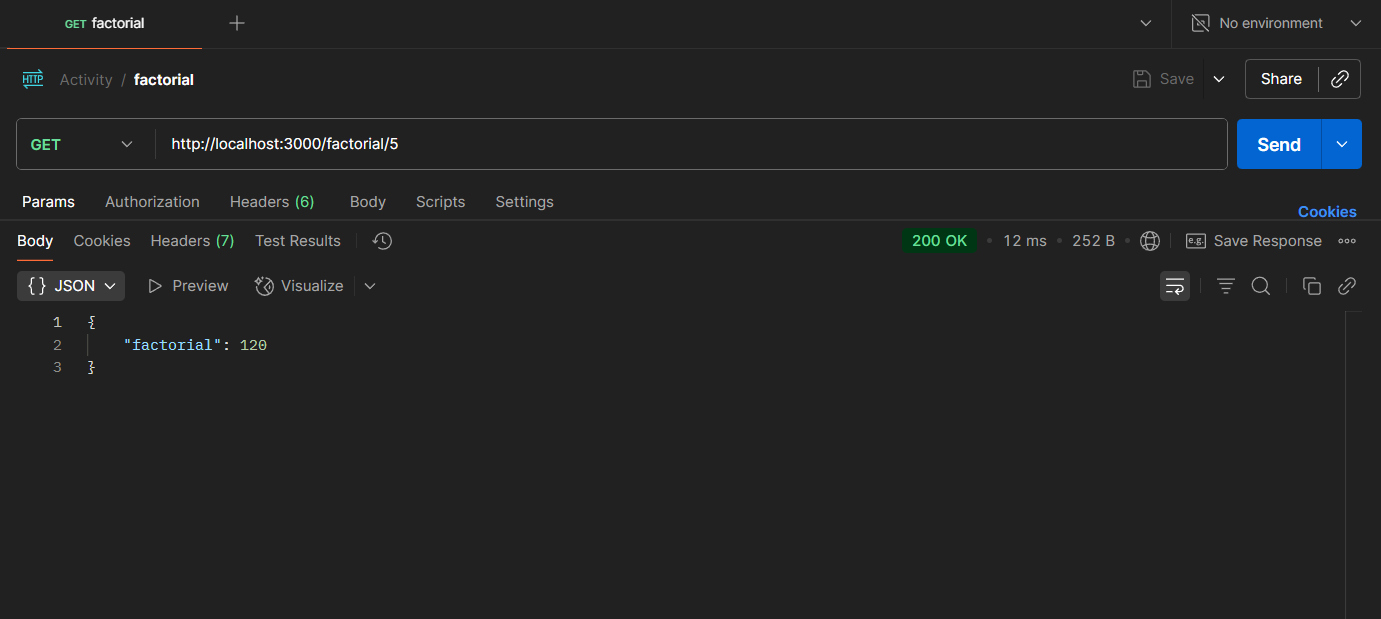 GET factorial
No environment
HTTP Activity / factorial Save Share
GET http://localhost:3000/factorial/5 Send
Params Authorization Headers (6) Body Scripts Settings Cookies
Body Cookies Headers (7) Test Results 200 OK • 12 ms • 252 B • e.g. Save Response
{} JSON Preview Visualize
1 {
2 "factorial": 120
3 }